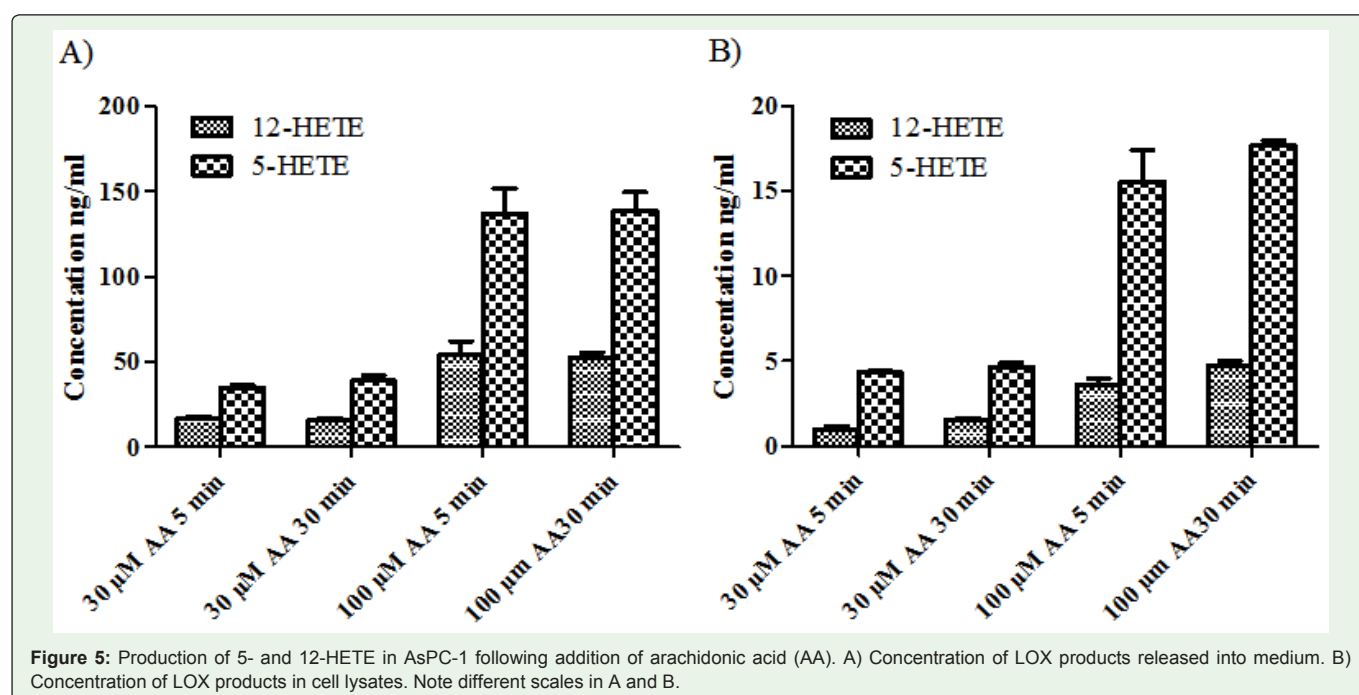 A)
200
150
100
50
0
Concentation ng/ml
12-HETE
5-HETE
30 µM AA 5 min
30 µM AA 30 min
100 µM AA 5 min
100 µm AA30 min
B)
20
15
10
5
0
Concentation ng/ml
12-HETE
5-HETE
30 µM AA 5 min
30 µM AA 30 min
100 µM AA 5 min
100 µm AA30 min
Figure 5: Production of 5- and 12-HETE in AsPC-1 following addition of arachidonic acid (AA). A) Concentration of LOX products released into medium. B)
Concentration of LOX products in cell lysates. Note different scales in A and B.